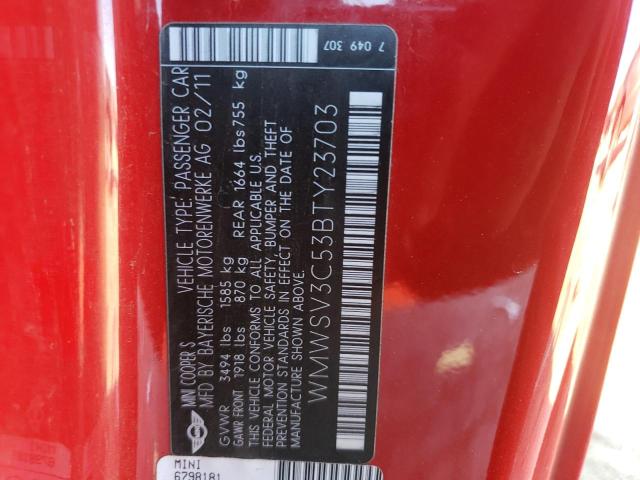 MINI COOPER S VEHICLE TYPE: PASSENGER CAR
MFD BY BAYERISCHE MOTORENWERKE AG 02/11
GVWR 3494 lbs 1585 kg
GAWR FRONT 1918 lbs 870 kg REAR 1664 lbs 755 kg
THIS VEHICLE CONFORMS TO ALL APPLICABLE U.S.
FEDERAL MOTOR VEHICLE SAFETY, BUMPER AND THEFT
PREVENTION STANDARDS IN EFFECT ON THE DATE OF
MANUFACTURE SHOWN ABOVE.
WMWSV3C53BTY23703
7 049 307
MINI
6798181